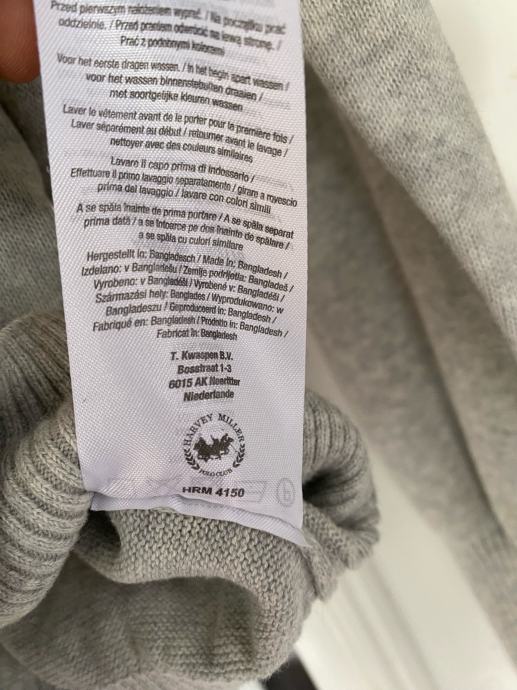 Przed pierwszym nałożeniem wyprać. / Na początku prać
oddzielnie. / Przed praniem odwrócić na lewą stronę. /
Prać z podobnymi kolorami
Voor het eerste dragen wassen. / In het begin apart wassen /
voor het wassen binnenstebuiten draaien /
met soortgelijke kleuren wassen
Laver le vêtement avant de le porter pour la première fois /
Laver séparément au début / retourner avant le lavage /
nettoyer avec des couleurs similaires
Lavare il capo prima di indossarlo /
Effettuare il primo lavaggio separatamente / girare a rovescio
prima del lavaggio / lavare con colori simili
A se spăla înainte de prima purtare / A se spăla separat
prima dată / a se întoarce pe dos înainte de spălare /
a se spăla cu culori similare
Hergestellt in: Bangladesch / Made in: Bangladesh /
Izdelano: v Bangladešu / Zemlje podrijetla: Bangladeš /
Vyrobeno: v Bangladéši / Vyrobené v: Bangladéši /
Származási hely: Banglades / Wyprodukowano: w
Bangladeszu / Geproduceerd in: Bangladesh /
Fabriqué en: Bangladesh / Prodotto in: Bangladesh /
Fabricat în: Bangladesh
T. Kwaspen B.V.
Bosstraat 1-3
6015 AK Neeritter
Niederlande
HARVEY MILLER
POLO CLUB
HRM 4150
6